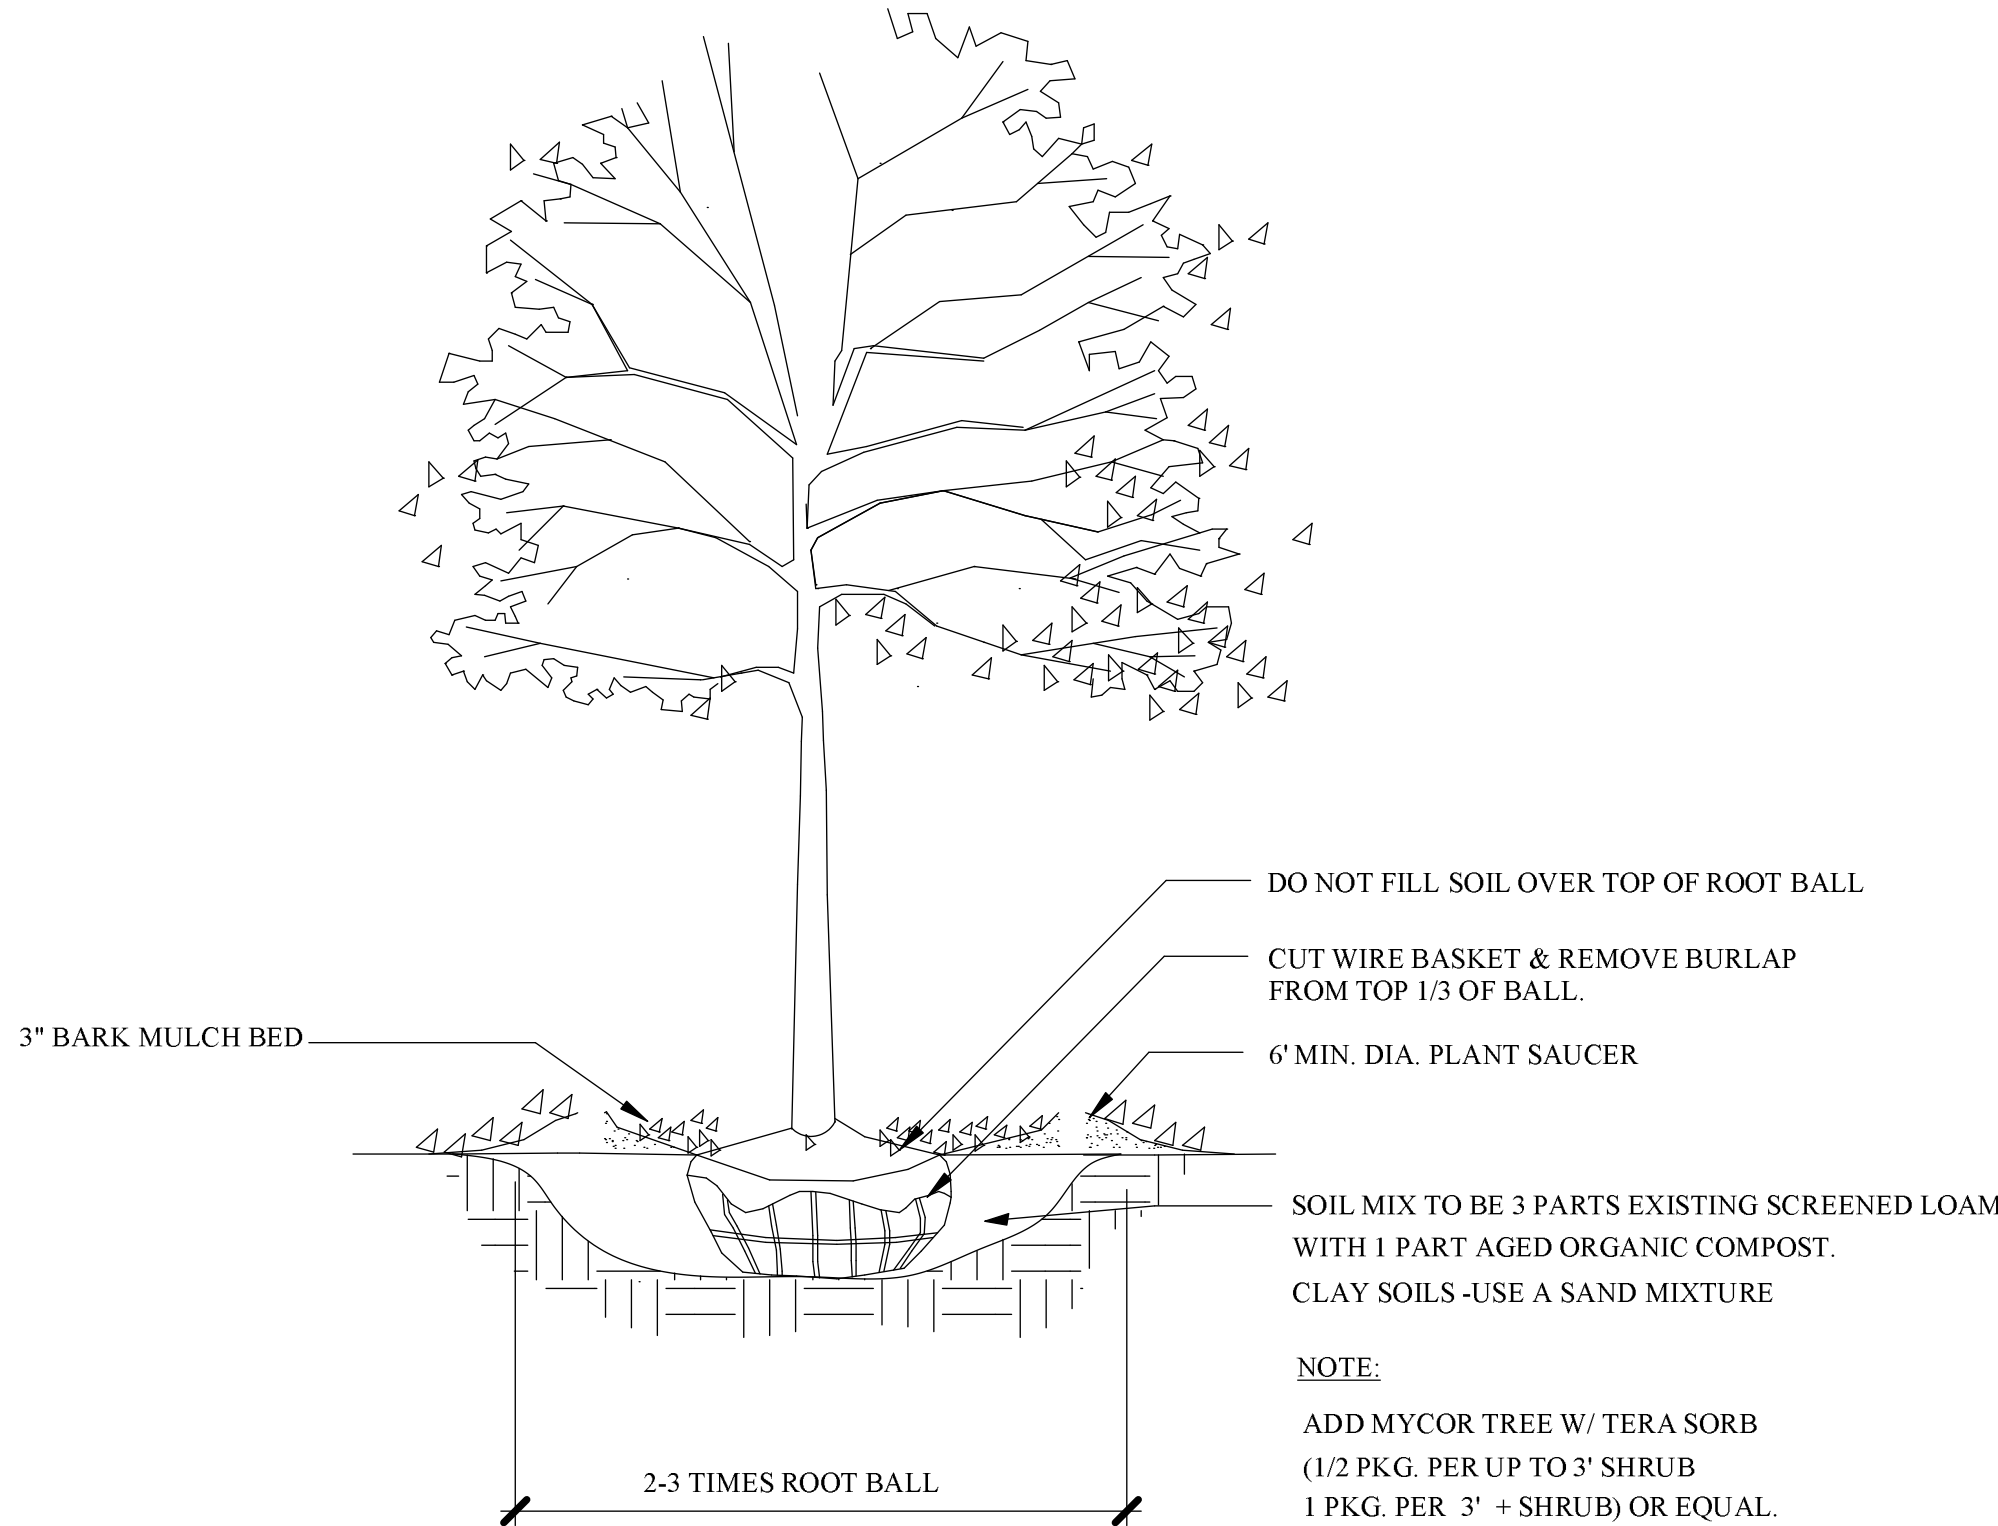 DO NOT FILL SOIL OVER TOP OF ROOT BALL
CUT WIRE BASKET & REMOVE BURLAP
FROM TOP 1/3 OF BALL.
3" BARK MULCH BED
6' MIN. DIA. PLANT SAUCER
SOIL MIX TO BE 3 PARTS EXISTING SCREENED LOAM
WITH 1 PART AGED ORGANIC COMPOST.
CLAY SOILS -USE A SAND MIXTURE
NOTE:
ADD MYCOR TREE W/ TERA SORB
(1/2 PKG. PER UP TO 3' SHRUB
1 PKG. PER 3' + SHRUB) OR EQUAL.
2-3 TIMES ROOT BALL